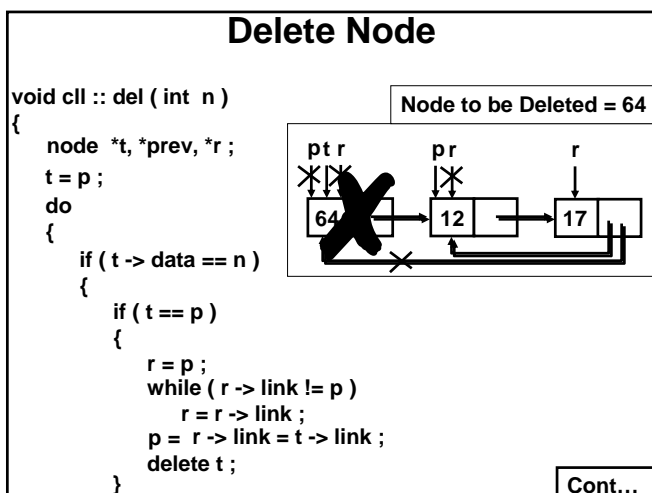 Delete Node
void cll :: del ( int n )
{
node *t, *prev, *r ;
t = p ;
do
{
if ( t -> data == n )
{
if ( t == p )
{
r = p ;
while ( r -> link != p )
r = r -> link ;
p = r -> link = t -> link ;
delete t ;
}
Node to be Deleted = 64
p t r p r r
64 12 17
Cont...